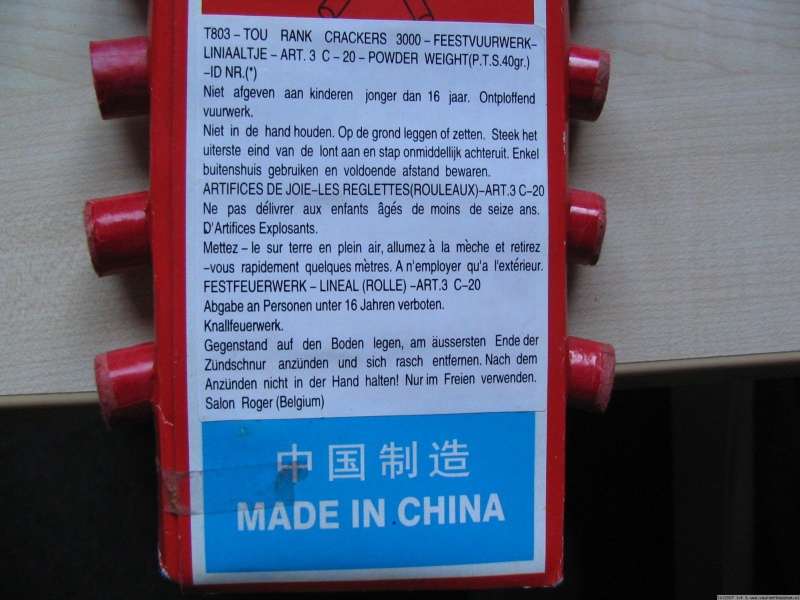 T803 – TOU RANK CRACKERS 3000 – FEESTVUURWERK–
LINIAALTJE – ART. 3 C – 20 – POWDER WEIGHT(P.T.S.40gr.)
–ID NR.(*)
Niet afgeven aan kinderen jonger dan 16 jaar. Ontploffend
vuurwerk.
Niet in de hand houden. Op de grond leggen of zetten. Steek het
uiterste eind van de lont aan en stap onmiddellijk achteruit. Enkel
buitenshuis gebruiken en voldoende afstand bewaren.
ARTIFICES DE JOIE–LES REGLETTES(ROULEAUX)–ART.3 C–20
Ne pas délivrer aux enfants âgés de moins de seize ans.
D'Artifices Explosants.
Mettez – le sur terre en plein air, allumez à la mèche et retirez
–vous rapidement quelques mètres. A n'employer qu'a l'extérieur.
FESTFEUERWERK – LINEAL (ROLLE) –ART.3 C–20
Abgabe an Personen unter 16 Jahren verboten.
Knallfeuerwerk.
Gegenstand auf den Boden legen, am äussersten Ende der
Zündschnur anzünden und sich rasch entfernen. Nach dem
Anzünden nicht in der Hand halten! Nur im Freien verwenden.
Salon Roger (Belgium)
中国制造
MADE IN CHINA